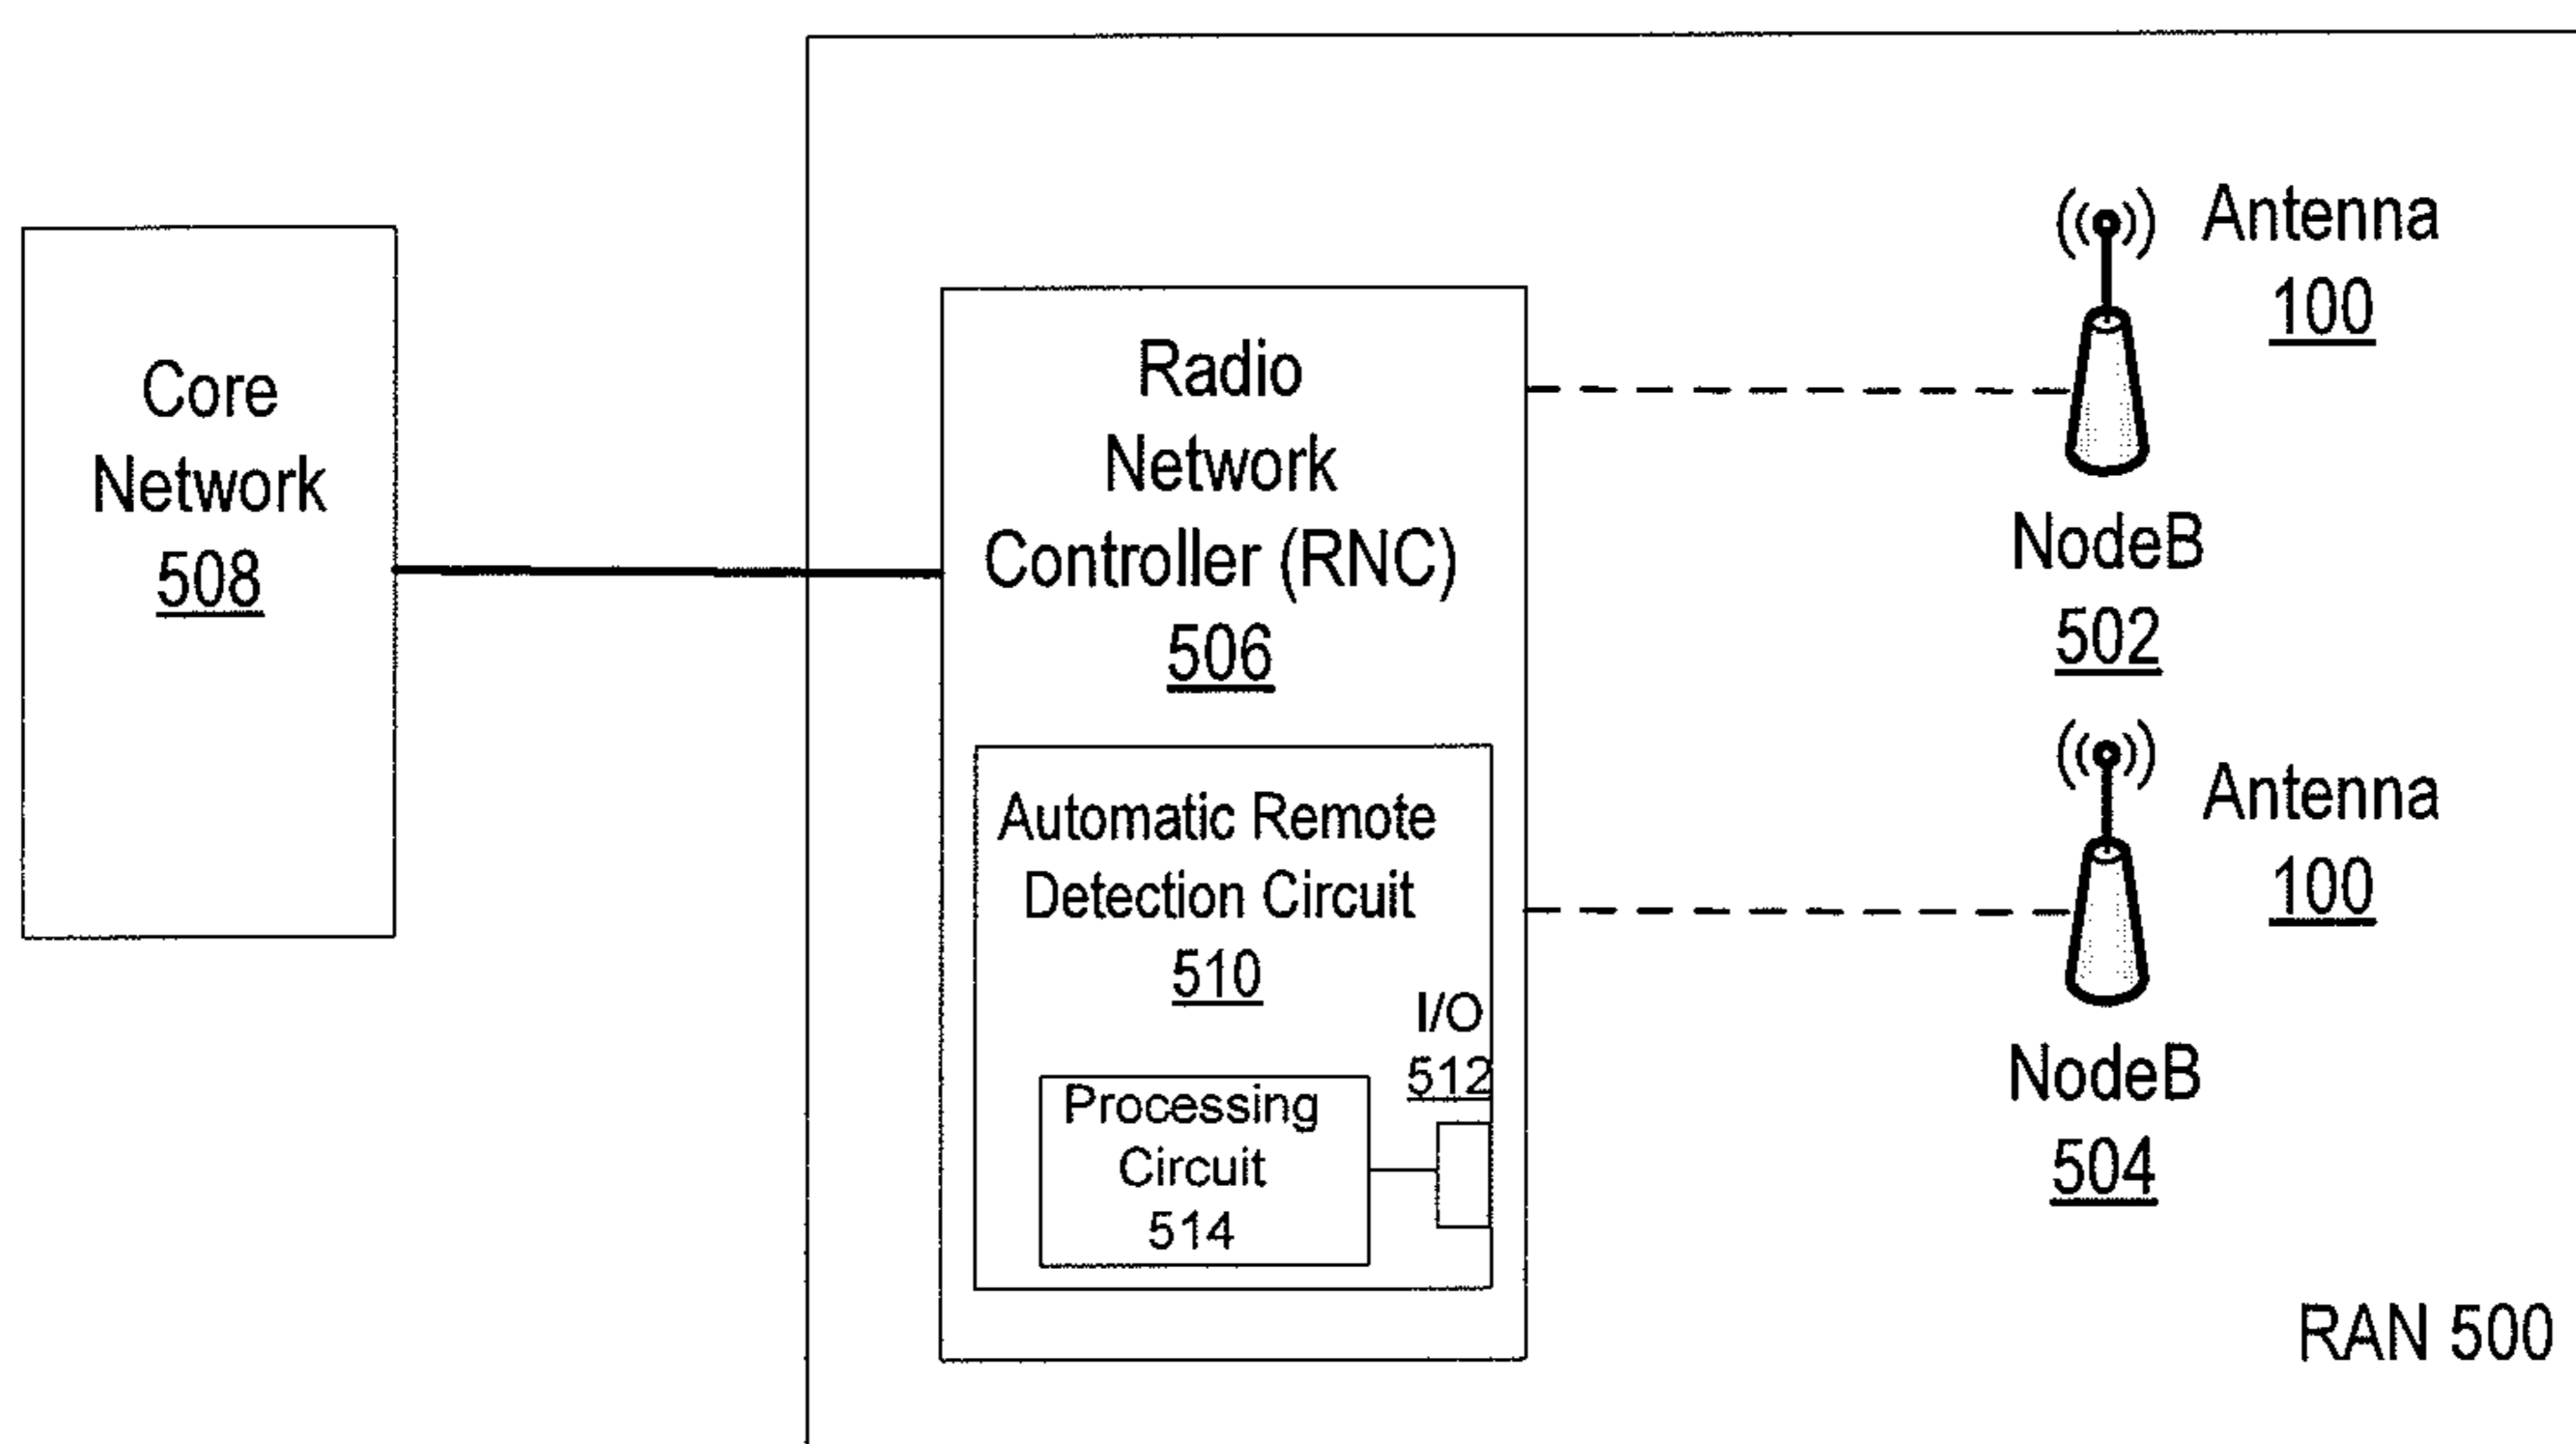 Core
Network
508
Radio
Network
Controller (RNC)
506
Automatic Remote
Detection Circuit
510
I/O
512
Processing
Circuit
514
Antenna
100
NodeB
502
Antenna
100
NodeB
504
RAN 500